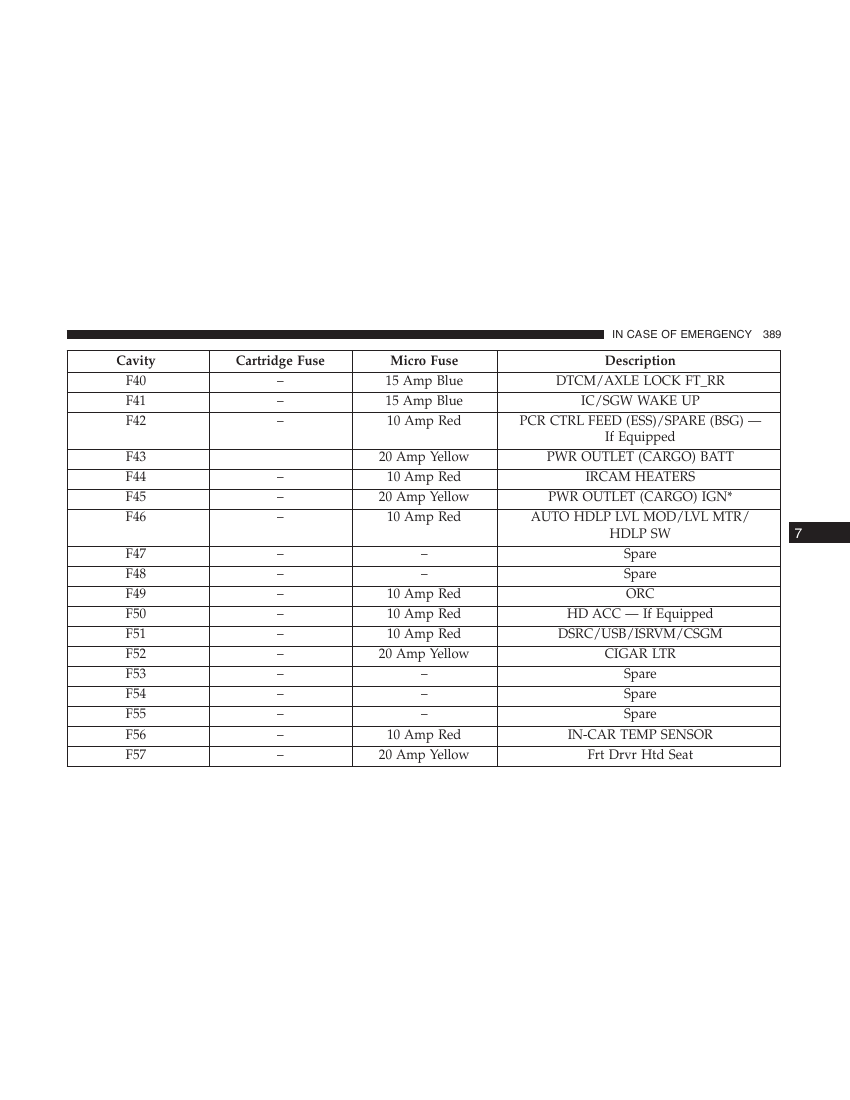 IN CASE OF EMERGENCY 389
Cavity Cartridge Fuse Micro Fuse Description
F40 – 15 Amp Blue DTCM/AXLE LOCK FT_RR
F41 – 15 Amp Blue IC/SGW WAKE UP
F42 – 10 Amp Red PCR CTRL FEED (ESS)/SPARE (BSG) —
If Equipped
F43 20 Amp Yellow PWR OUTLET (CARGO) BATT
F44 – 10 Amp Red IRCAM HEATERS
F45 – 20 Amp Yellow PWR OUTLET (CARGO) IGN*
F46 – 10 Amp Red AUTO HDLP LVL MOD/LVL MTR/
HDLP SW
7
F47 – – Spare
F48 – – Spare
F49 – 10 Amp Red ORC
F50 – 10 Amp Red HD ACC — If Equipped
F51 – 10 Amp Red DSRC/USB/ISRVM/CSGM
F52 – 20 Amp Yellow CIGAR LTR
F53 – – Spare
F54 – – Spare
F55 – – Spare
F56 – 10 Amp Red IN-CAR TEMP SENSOR
F57 – 20 Amp Yellow Frt Drvr Htd Seat